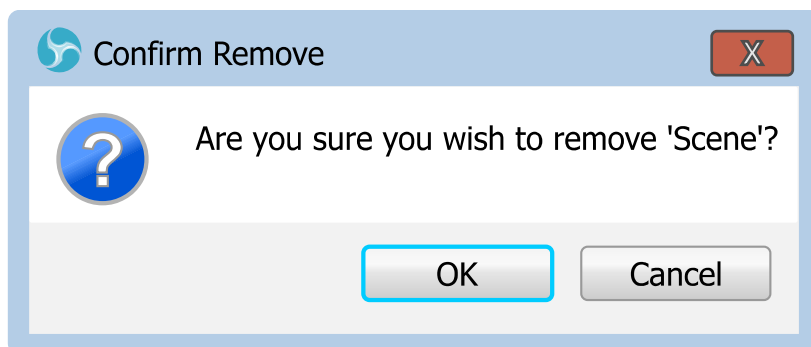 Confirm Remove
X
Are you sure you wish to remove 'Scene'?
?
OK
Cancel